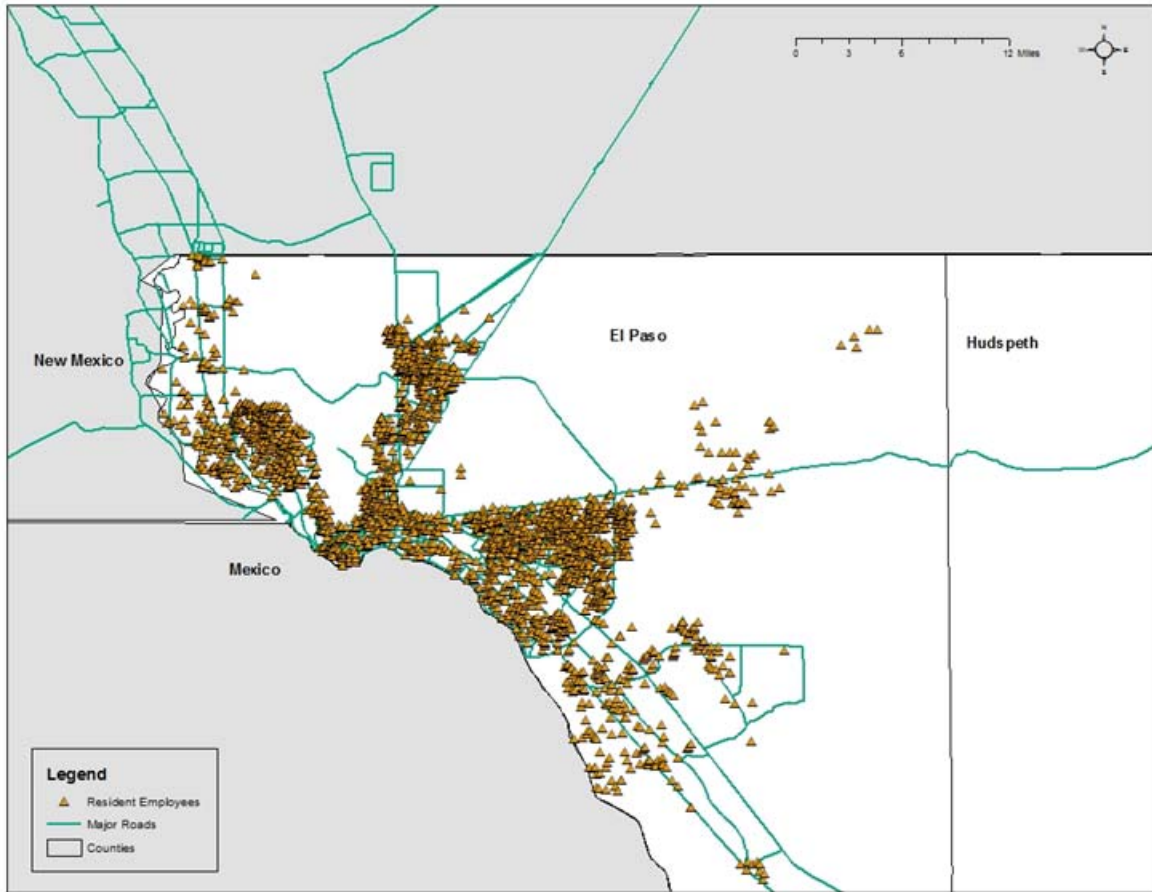 N
W E
S
0 3 6 12 Miles
El Paso
Hudspeth
New Mexico
Mexico
Legend
Resident Employees
Major Roads
Counties